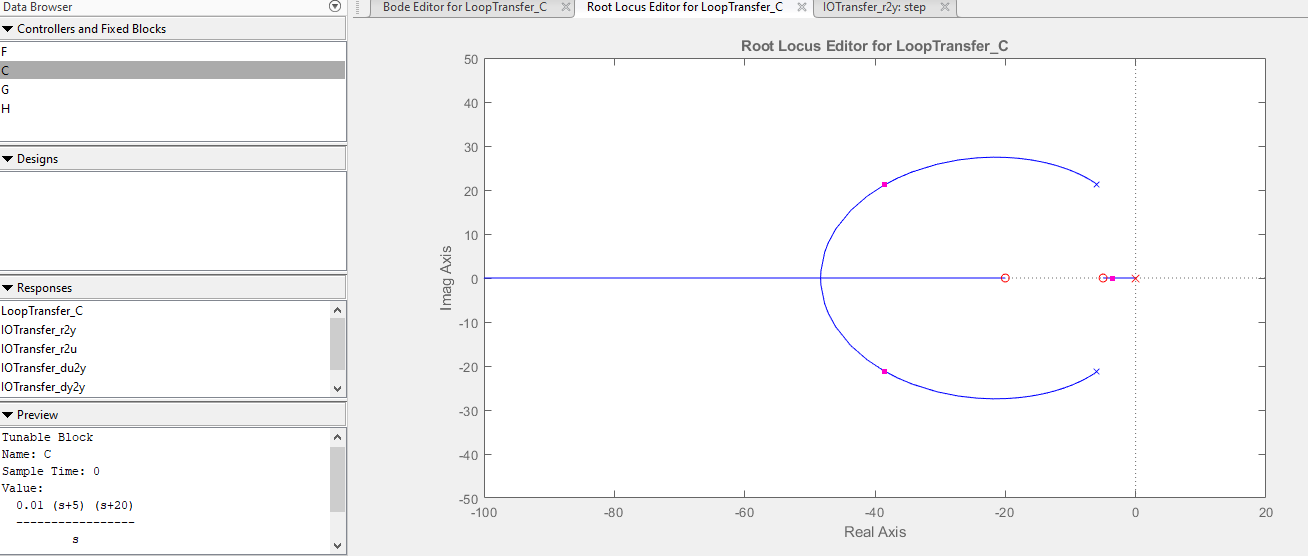 Data Browser
Controllers and Fixed Blocks
F
C
G
H
Designs
Responses
LoopTransfer_C
IOTransfer_r2y
IOTransfer_r2u
IOTransfer_du2y
IOTransfer_dy2y
Preview
Tunable Block
Name: C
Sample Time: 0
Value:
0.01 (s+5) (s+20)
-----------------
s
Bode Editor for LoopTransfer_C
Root Locus Editor for LoopTransfer_C
IOTransfer_r2y: step
Root Locus Editor for LoopTransfer_C
50
40
30
20
10
0
-10
-20
-30
-40
-50
Imag Axis
-100
-80
-60
-40
-20
0
20
Real Axis